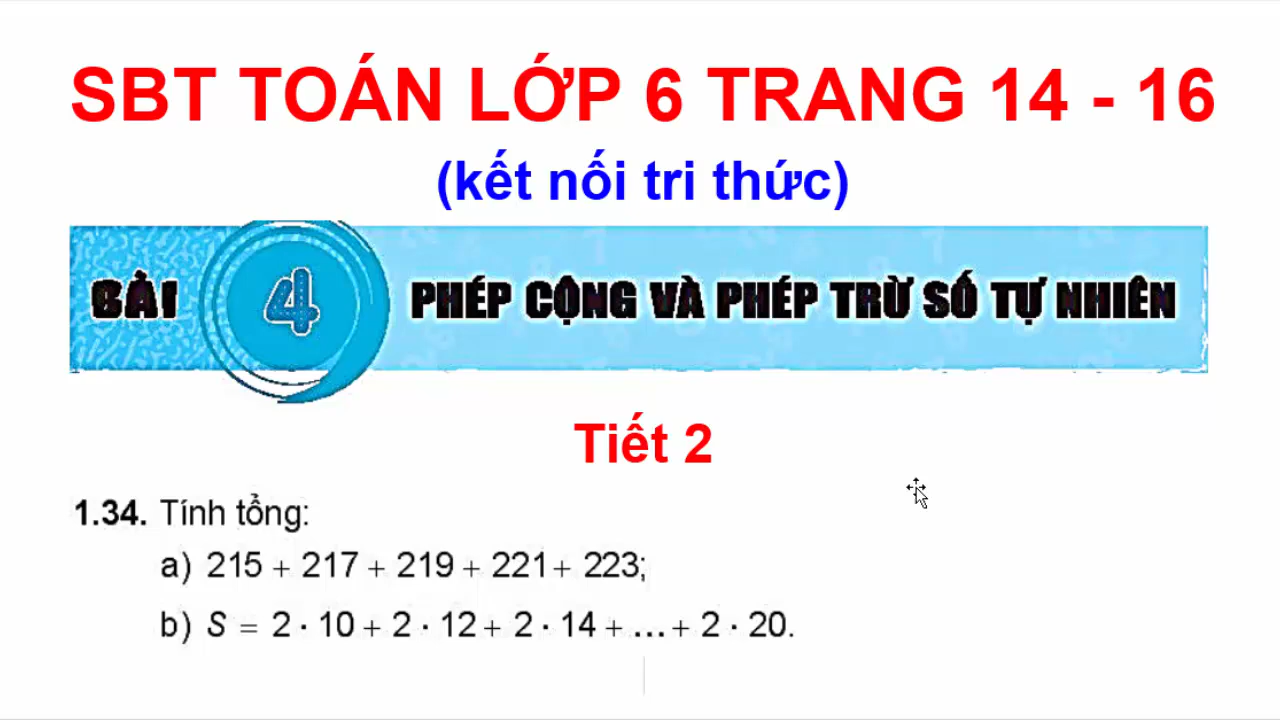 SBT TOÁN LỚP 6 TRANG 14 - 16
(kết nối tri thức)
BÀI 4 PHÉP CỘNG VÀ PHÉP TRỪ SỐ TỰ NHIÊN
Tiết 2
1.34. Tính tổng:
a) 215 + 217 + 219 + 221+ 223;
b) S = 2 · 10 + 2 · 12 + 2 · 14 + ... + 2 · 20.